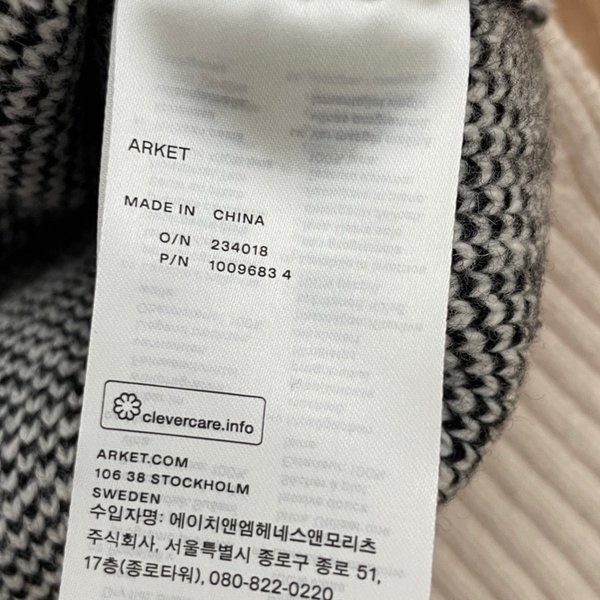 ARKET
MADE IN CHINA
O/N 234018
P/N 1009683 4
clevercare.info
ARKET.COM
106 38 STOCKHOLM
SWEDEN
수입자명: 에이치앤엠헤네스앤모리츠
주식회사, 서울특별시 종로구 종로 51,
17층(종로타워), 080-822-0220